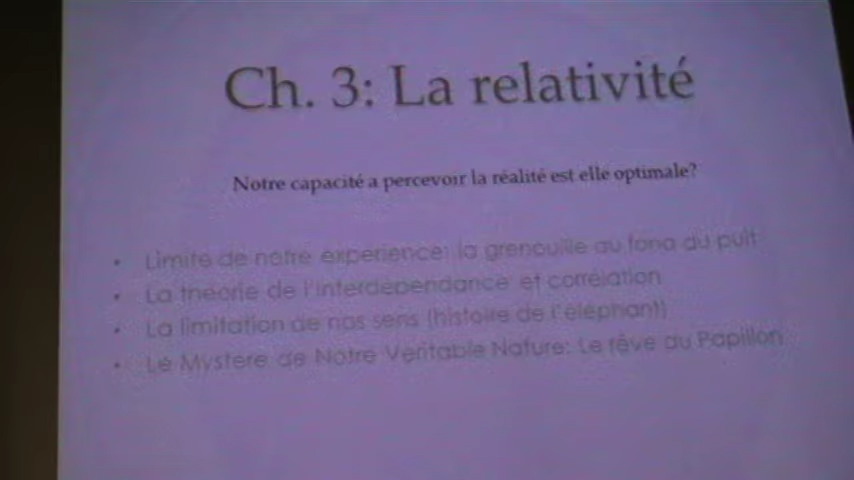 Ch. 3: La relativité
Notre capacité a percevoir la réalité est elle optimale?
• Limite de notre experience: la grenouille au fond du puit
• La théorie de l'interdépendance et corrélation
• La limitation de nos sens (histoire de l'éléphant)
• Le Mystere de Notre Veritable Nature: Le rêve du Papillon